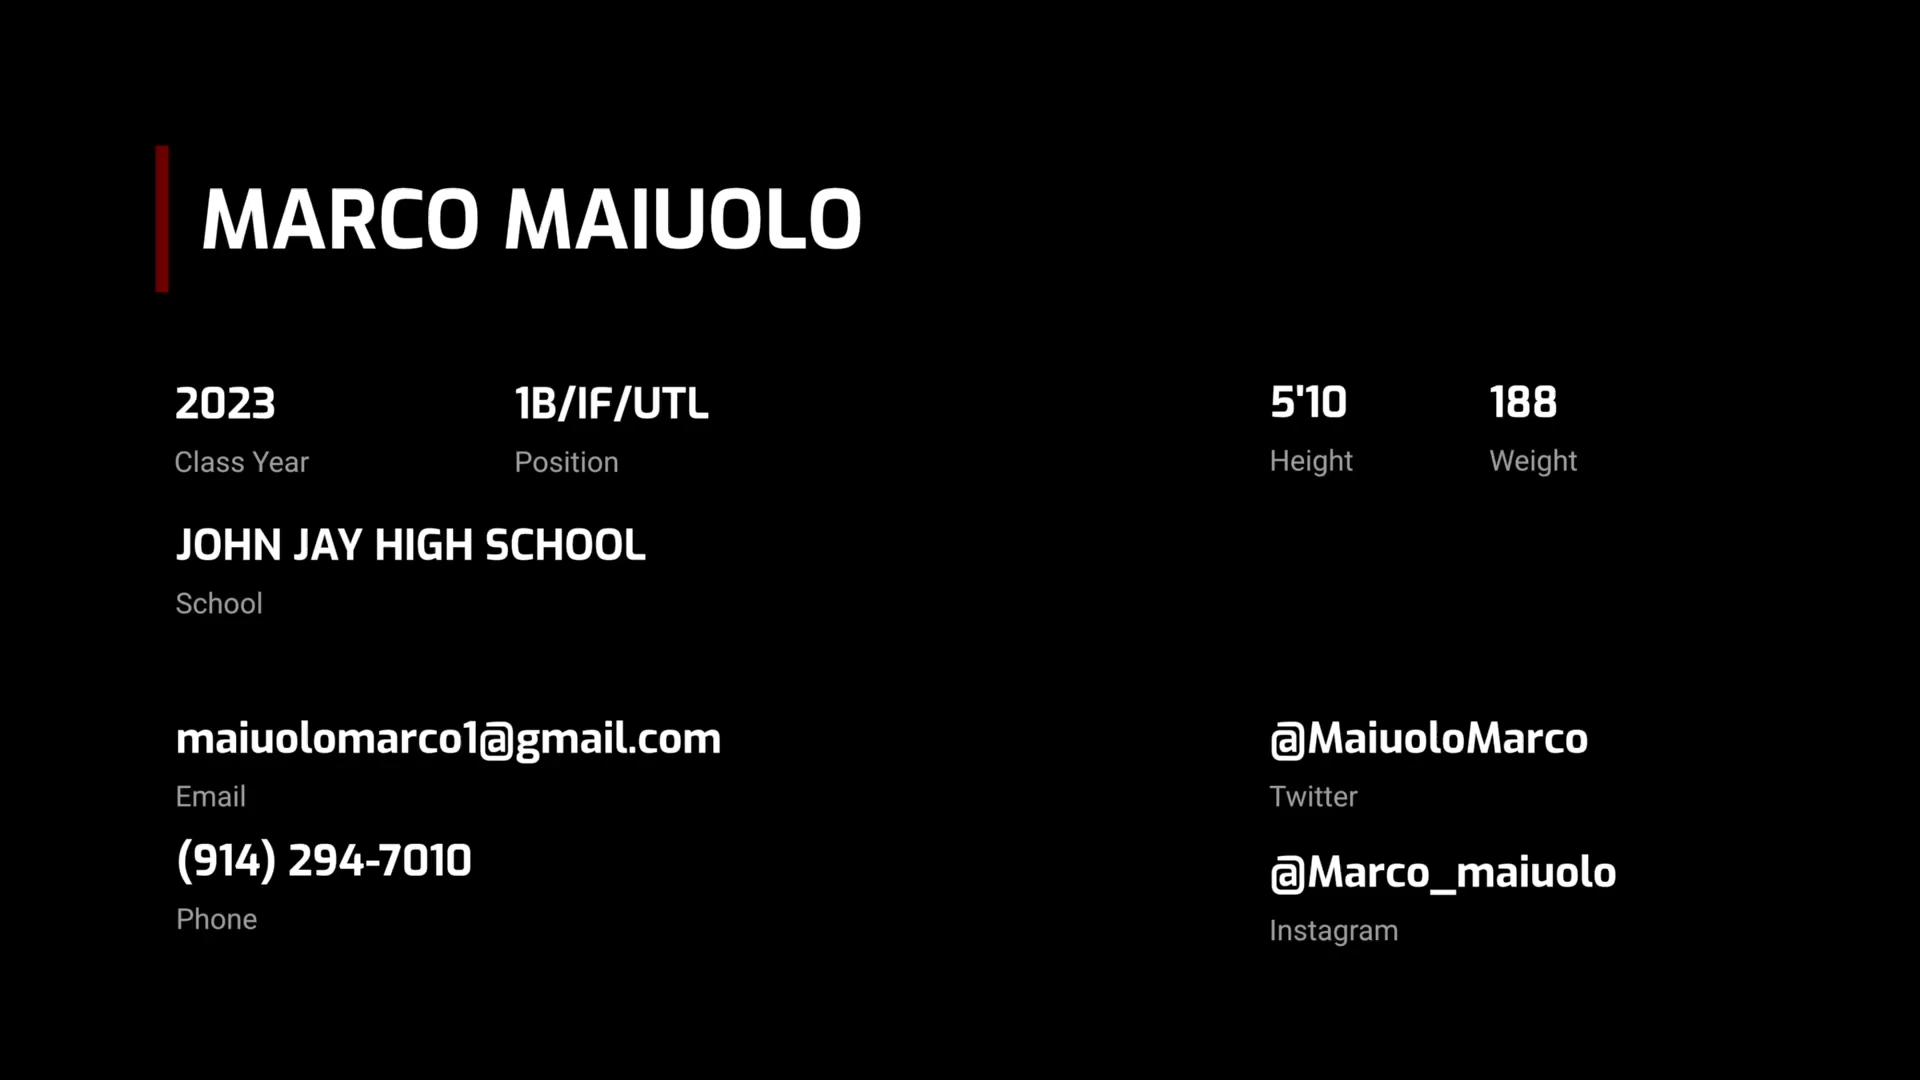 MARCO MAIUOLO
2023 1B/IF/UTL 5'10 188
Class Year Position Height Weight
JOHN JAY HIGH SCHOOL
School
maiuolomarco1@gmail.com @MaiuoloMarco
Email Twitter
(914) 294-7010 @Marco_maiuolo
Phone Instagram